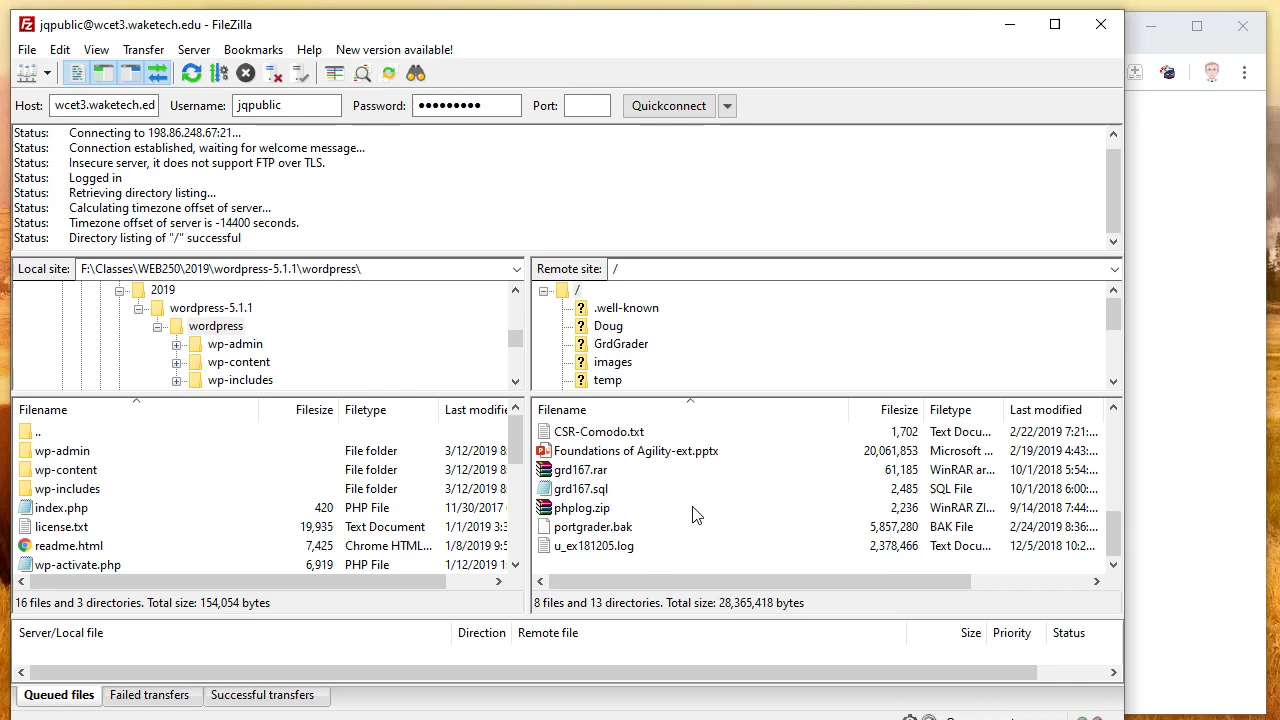 jqpublic@wcet3.waketech.edu - FileZilla
File Edit View Transfer Server Bookmarks Help New version available!
Host: wcet3.waketech.ed Username: jqpublic Password: ●●●●●●●●● Port: Quickconnect
Status: Connecting to 198.86.248.67:21...
Status: Connection established, waiting for welcome message...
Status: Insecure server, it does not support FTP over TLS.
Status: Logged in
Status: Retrieving directory listing...
Status: Calculating timezone offset of server...
Status: Timezone offset of server is -14400 seconds.
Status: Directory listing of "/" successful
Local site: F:\Classes\WEB250\2019\wordpress-5.1.1\wordpress\
2019
wordpress-5.1.1
wordpress
wp-admin
wp-content
wp-includes
Remote site: /
/
.well-known
Doug
GrdGrader
images
temp
Filename Filesize Filetype Last modifie
..
wp-admin File folder 3/12/2019 8:
wp-content File folder 3/12/2019 8:
wp-includes File folder 3/12/2019 8:
index.php 420 PHP File 11/30/2017
license.txt 19,935 Text Document 1/1/2019 3:3
readme.html 7,425 Chrome HTML... 1/8/2019 9:
wp-activate.php 6,919 PHP File 1/12/2019 1
16 files and 3 directories. Total size: 154,054 bytes
Filename Filesize Filetype Last modified
CSR-Comodo.txt 1,702 Text Docu... 2/22/2019 7:21:...
Foundations of Agility-ext.pptx 20,061,853 Microsoft ... 2/19/2019 4:43:...
grd167.rar 61,185 WinRAR ar... 10/1/2018 5:54:...
grd167.sql 2,485 SQL File 10/1/2018 6:00:...
phplog.zip 2,236 WinRAR ZI... 9/14/2018 7:44:...
portgrader.bak 5,857,280 BAK File 2/24/2019 8:36:...
u_ex181205.log 2,378,466 Text Docu... 12/5/2018 10:2...
8 files and 13 directories. Total size: 28,365,418 bytes
Server/Local file Direction Remote file Size Priority Status
Queued files Failed transfers Successful transfers